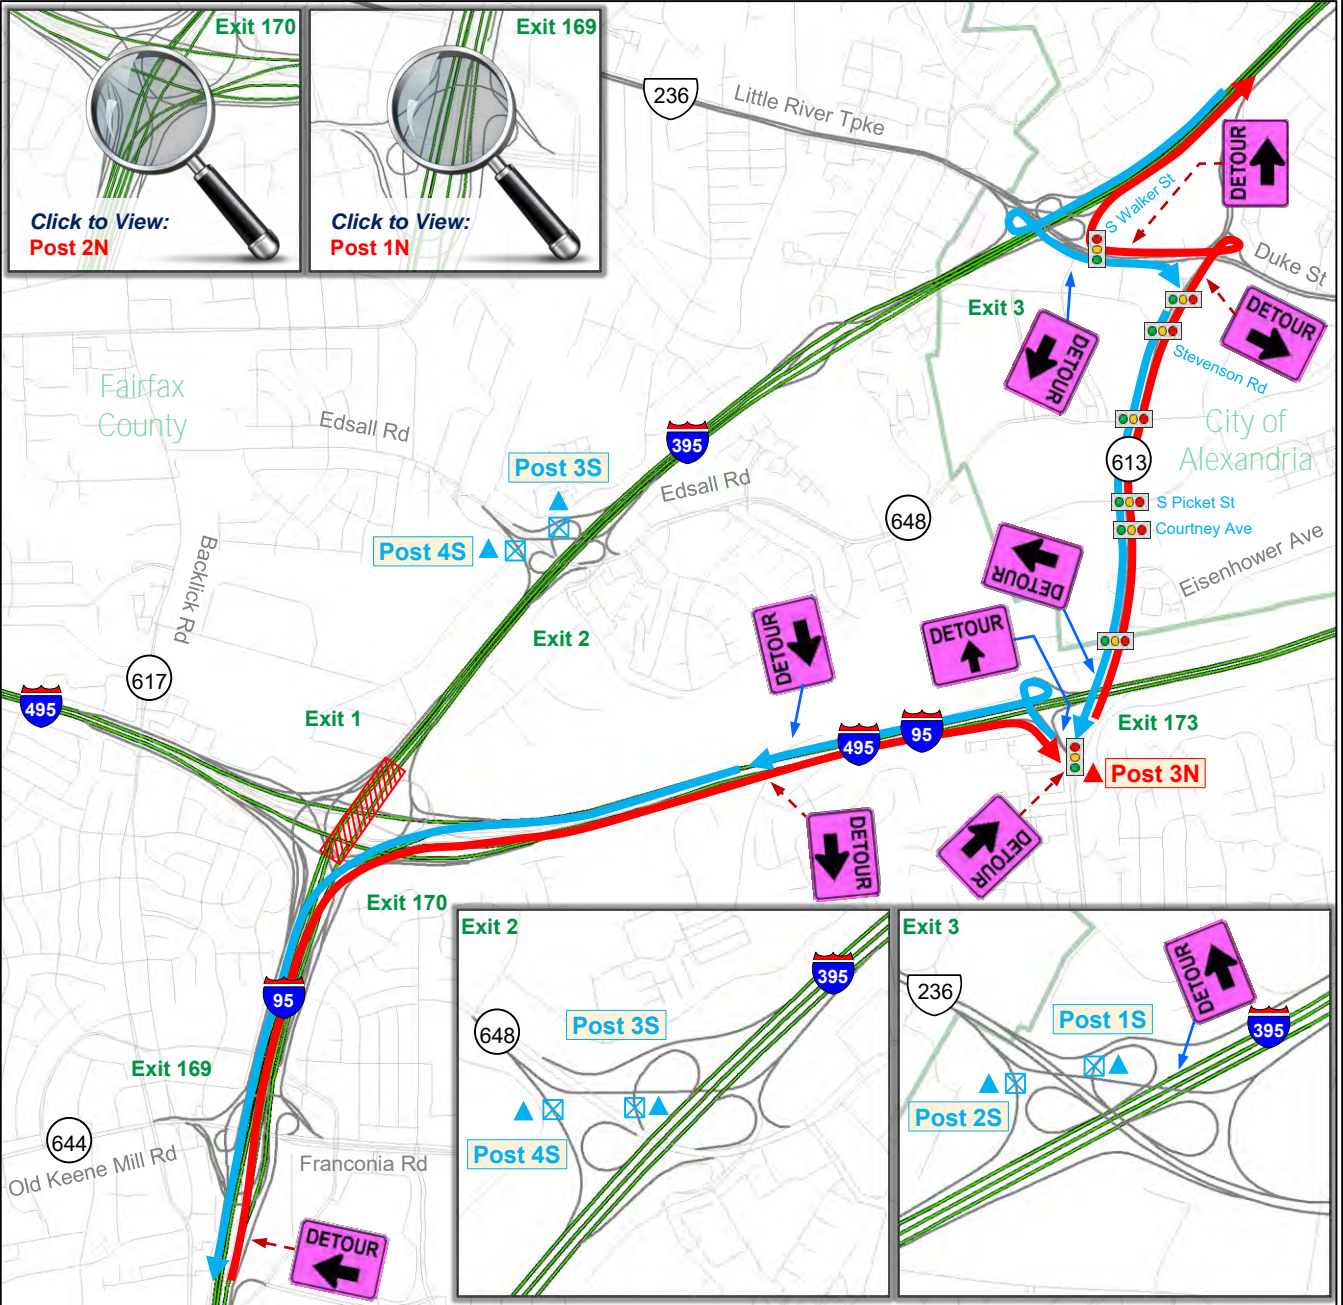 Exit 170
Click to View:
Post 2N
Exit 169
Click to View:
Post 1N
236
Little River Tpke
DETOUR
S Walker St
Duke St
Exit 3
DETOUR
DETOUR
Stevenson Rd
Fairfax
County
Edsall Rd
395
City of
Alexandria
613
Post 3S
Edsall Rd
S Picket St
648
Courtney Ave
Post 4S
Backlick Rd
DETOUR
Eisenhower Ave
DETOUR
DETOUR
Exit 2
617
495
Exit 1
Exit 173
95
495
Post 3N
DETOUR
DETOUR
Exit 170
95
Exit 169
644
Old Keene Mill Rd
Franconia Rd
DETOUR
Exit 2
395
648
Post 3S
Post 4S
Exit 3
DETOUR
236
Post 1S
395
Post 2S